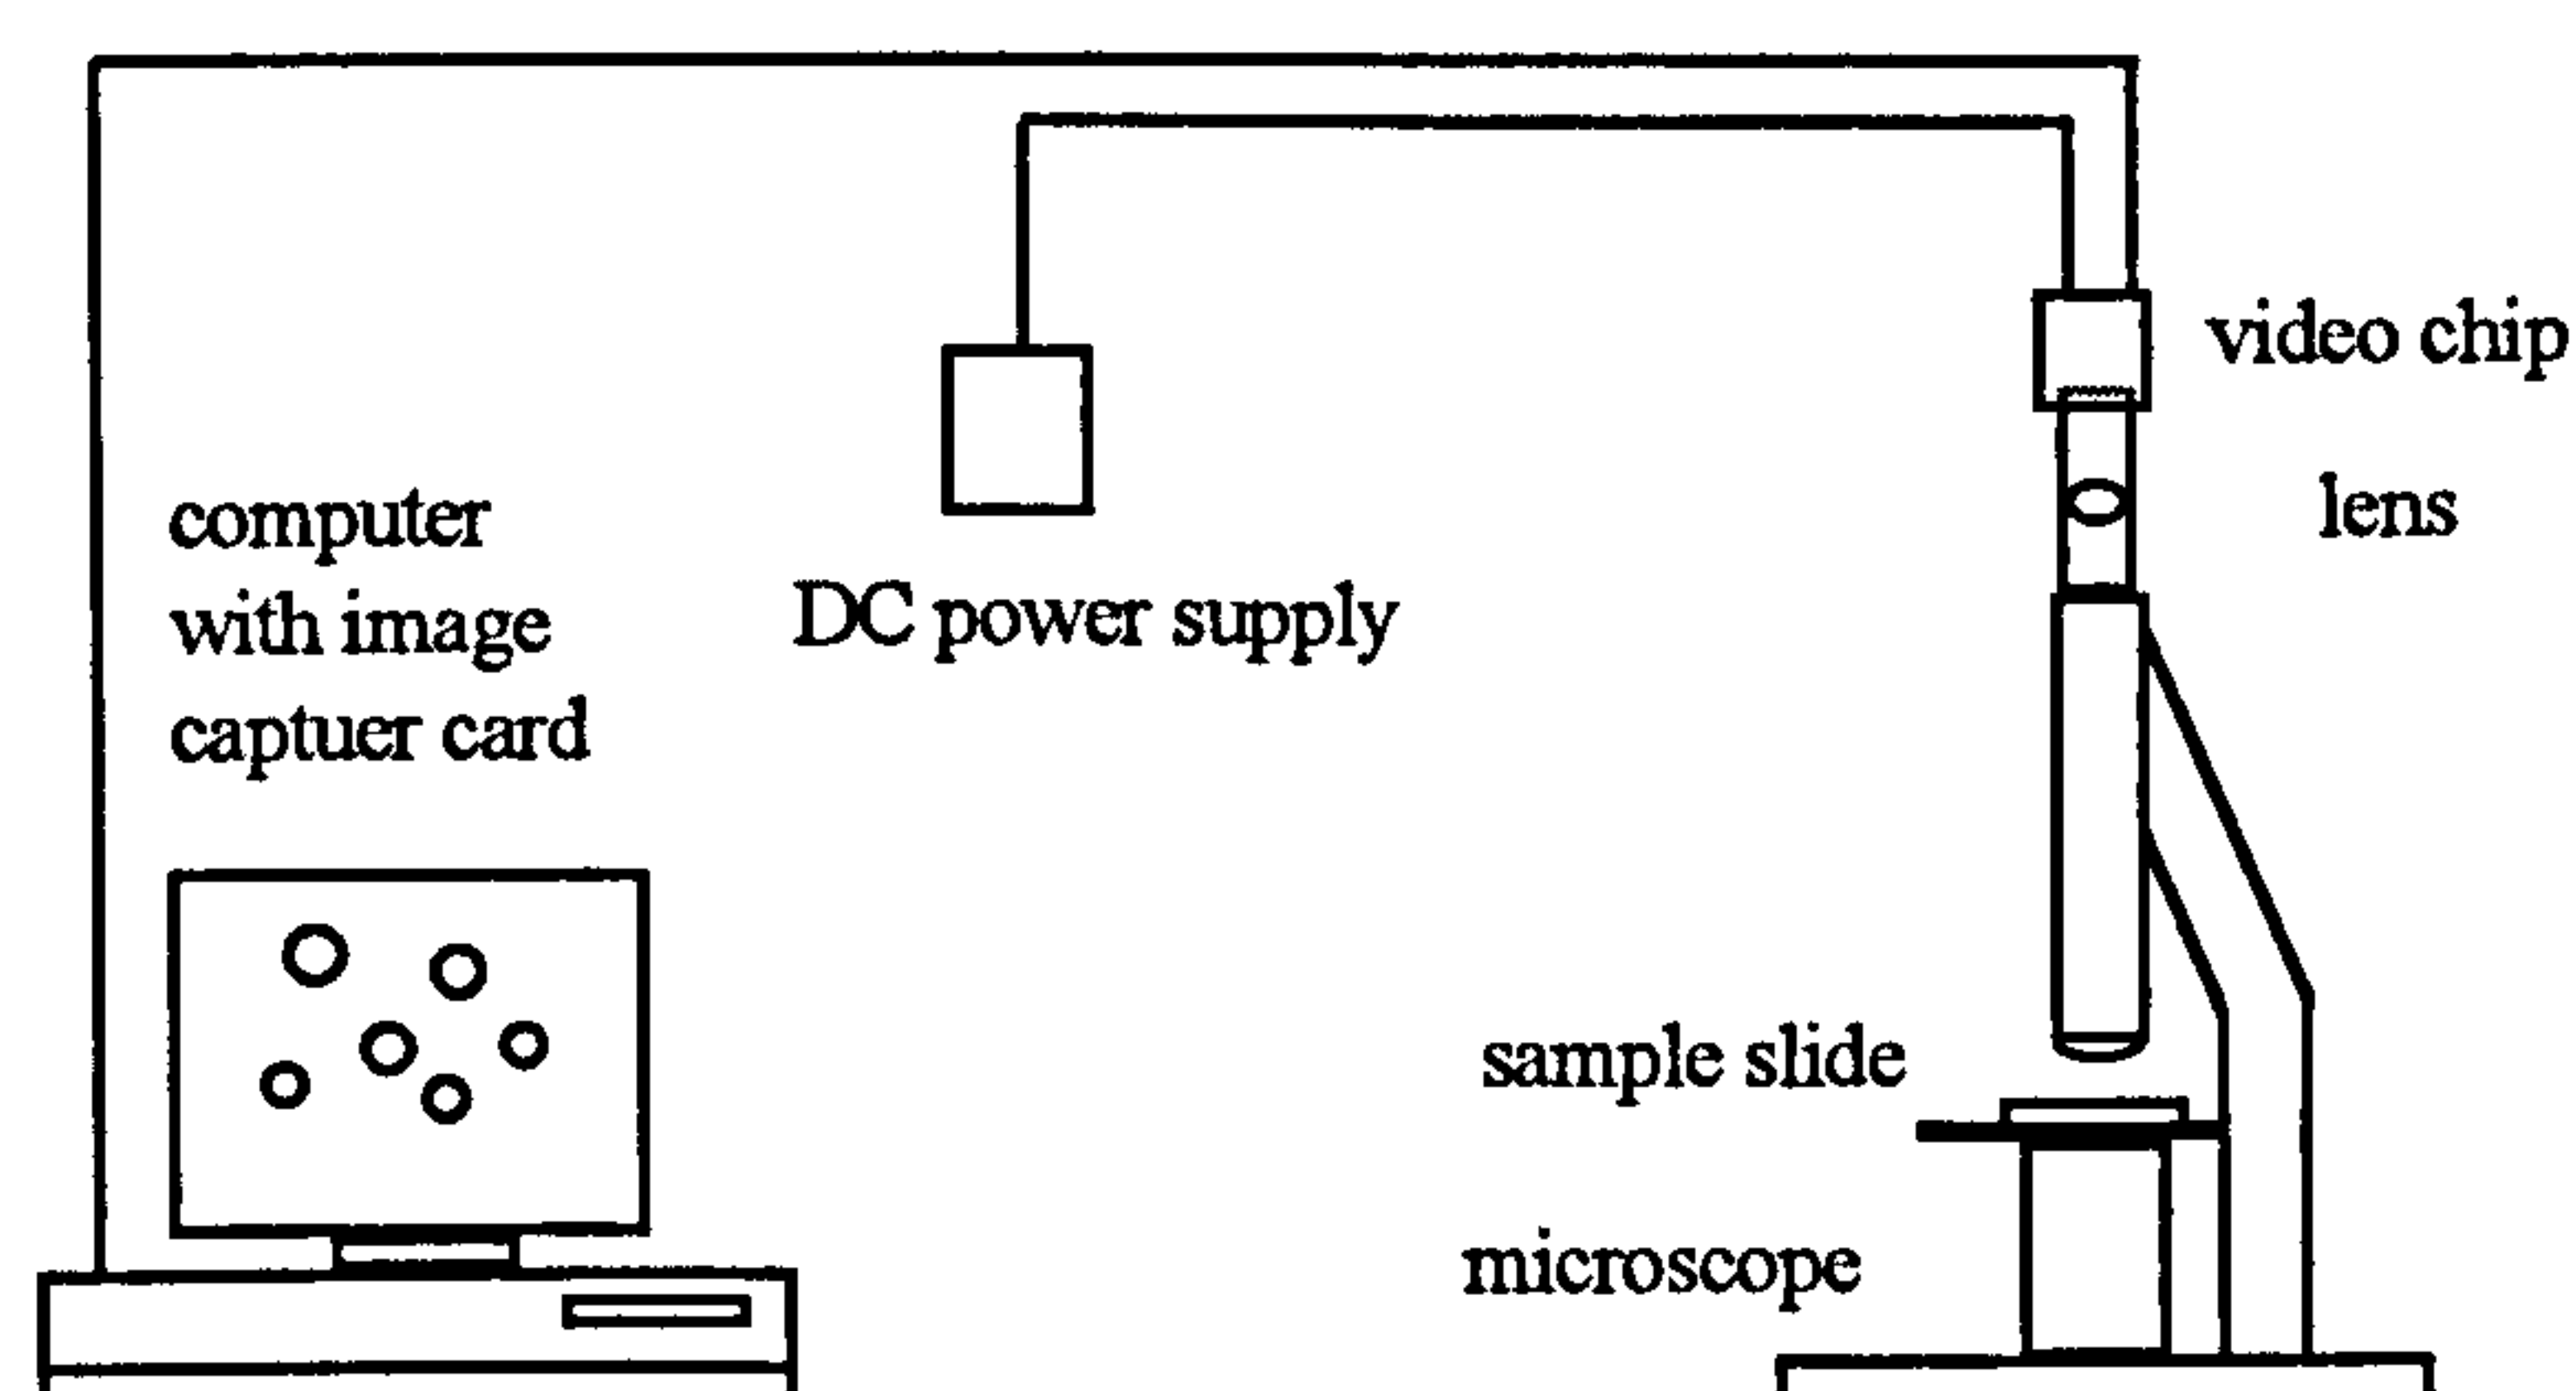 video chip
lens
computer
with image
captuer card
DC power supply
sample slide
microscope